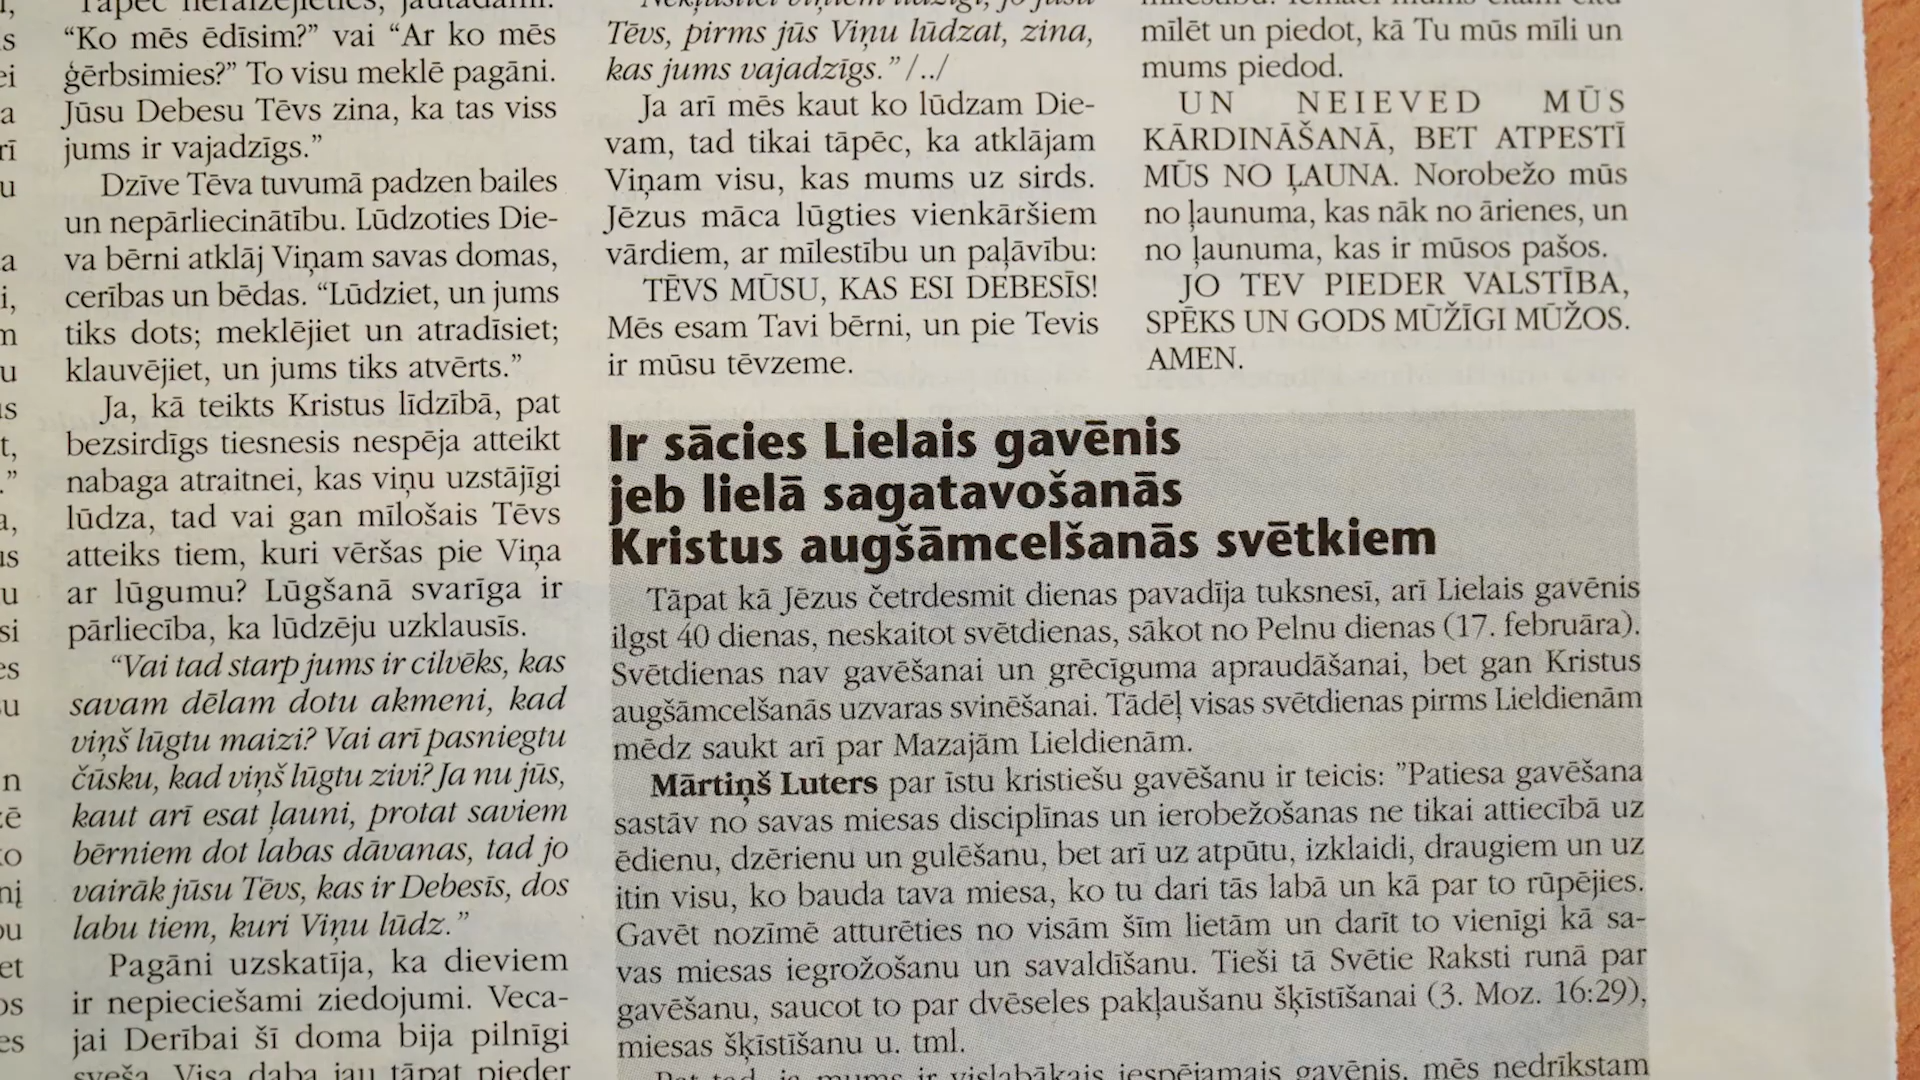 “Ko mēs ēdīsim?” vai “Ar ko mēs
ģērbsimies?” To visu meklē pagāni.
Jūsu Debesu Tēvs zina, ka tas viss
jums ir vajadzīgs.”
Dzīve Tēva tuvumā padzen bailes
un nepārliecinātību. Lūdzoties Die-
va bērni atklāj Viņam savas domas,
cerības un bēdas. “Lūdziet, un jums
tiks dots; meklējiet un atradīsiet;
klauvējiet, un jums tiks atvērts.”
Ja, kā teikts Kristus līdzībā, pat
bezsirdīgs tiesnesis nespēja atteikt
nabaga atraitnei, kas viņu uzstājīgi
lūdza, tad vai gan mīlošais Tēvs
atteiks tiem, kuri vēršas pie Viņa
ar lūgumu? Lūgšanā svarīga ir
pārliecība, ka lūdzēju uzklausīs.
“Vai tad starp jums ir cilvēks, kas
savam dēlam dotu akmeni, kad
viņš lūgtu maizi? Vai arī pasniegtu
čūsku, kad viņš lūgtu zivi? Ja nu jūs,
kaut arī esat ļauni, protat saviem
bērniem dot labas dāvanas, tad jo
vairāk jūsu Tēvs, kas ir Debesīs, dos
labu tiem, kuri Viņu lūdz.”
Pagāni uzskatīja, ka dieviem
ir nepieciešami ziedojumi. Veca-
jai Derībai šī doma bija pilnīgi
sveša. Visa daba jau tāpat pieder
Tēvs, pirms jūs Viņu lūdzat, zina,
kas jums vajadzīgs.” /../
Ja arī mēs kaut ko lūdzam Die-
vam, tad tikai tāpēc, ka atklājam
Viņam visu, kas mums uz sirds.
Jēzus māca lūgties vienkāršiem
vārdiem, ar mīlestību un paļāvību:
TĒVS MŪSU, KAS ESI DEBESĪS!
Mēs esam Tavi bērni, un pie Tevis
ir mūsu tēvzeme.
mīlēt un piedot, kā Tu mūs mīli un
mums piedod.
UN NEIEVED MŪS
KĀRDINĀŠANĀ, BET ATPESTĪ
MŪS NO ĻAUNA. Norobežo mūs
no ļaunuma, kas nāk no ārienes, un
no ļaunuma, kas ir mūsos pašos.
JO TEV PIEDER VALSTĪBA,
SPĒKS UN GODS MŪŽĪGI MŪŽOS.
AMEN.
Ir sācies Lielais gavēnis
jeb lielā sagatavošanās
Kristus augšāmcelšanās svētkiem
Tāpat kā Jēzus četrdesmit dienas pavadīja tuksnesī, arī Lielais gavēnis
ilgst 40 dienas, neskaitot svētdienas, sākot no Pelnu dienas (17. februāra).
Svētdienas nav gavēšanai un grēcīguma apraudāšanai, bet gan Kristus
augšāmcelšanās uzvaras svinēšanai. Tādēļ visas svētdienas pirms Lieldienām
mēdz saukt arī par Mazajām Lieldienām.
Mārtiņš Luters par īstu kristiešu gavēšanu ir teicis: ”Patiesa gavēšana
sastāv no savas miesas disciplīnas un ierobežošanas ne tikai attiecībā uz
ēdienu, dzērienu un gulēšanu, bet arī uz atpūtu, izklaidi, draugiem un uz
itin visu, ko bauda tava miesa, ko tu dari tās labā un kā par to rūpējies.
Gavēt nozīmē atturēties no visām šīm lietām un darīt to vienīgi kā sa-
vas miesas iegrožošanu un savaldīšanu. Tieši tā Svētie Raksti runā par
gavēšanu, saucot to par dvēseles pakļaušanu šķīstīšanai (3. Moz. 16:29),
miesas šķīstīšanu u. tml.
Pat tad, ja mums ir vislabākais iespējamais gavēnis, mēs nedrīkstam